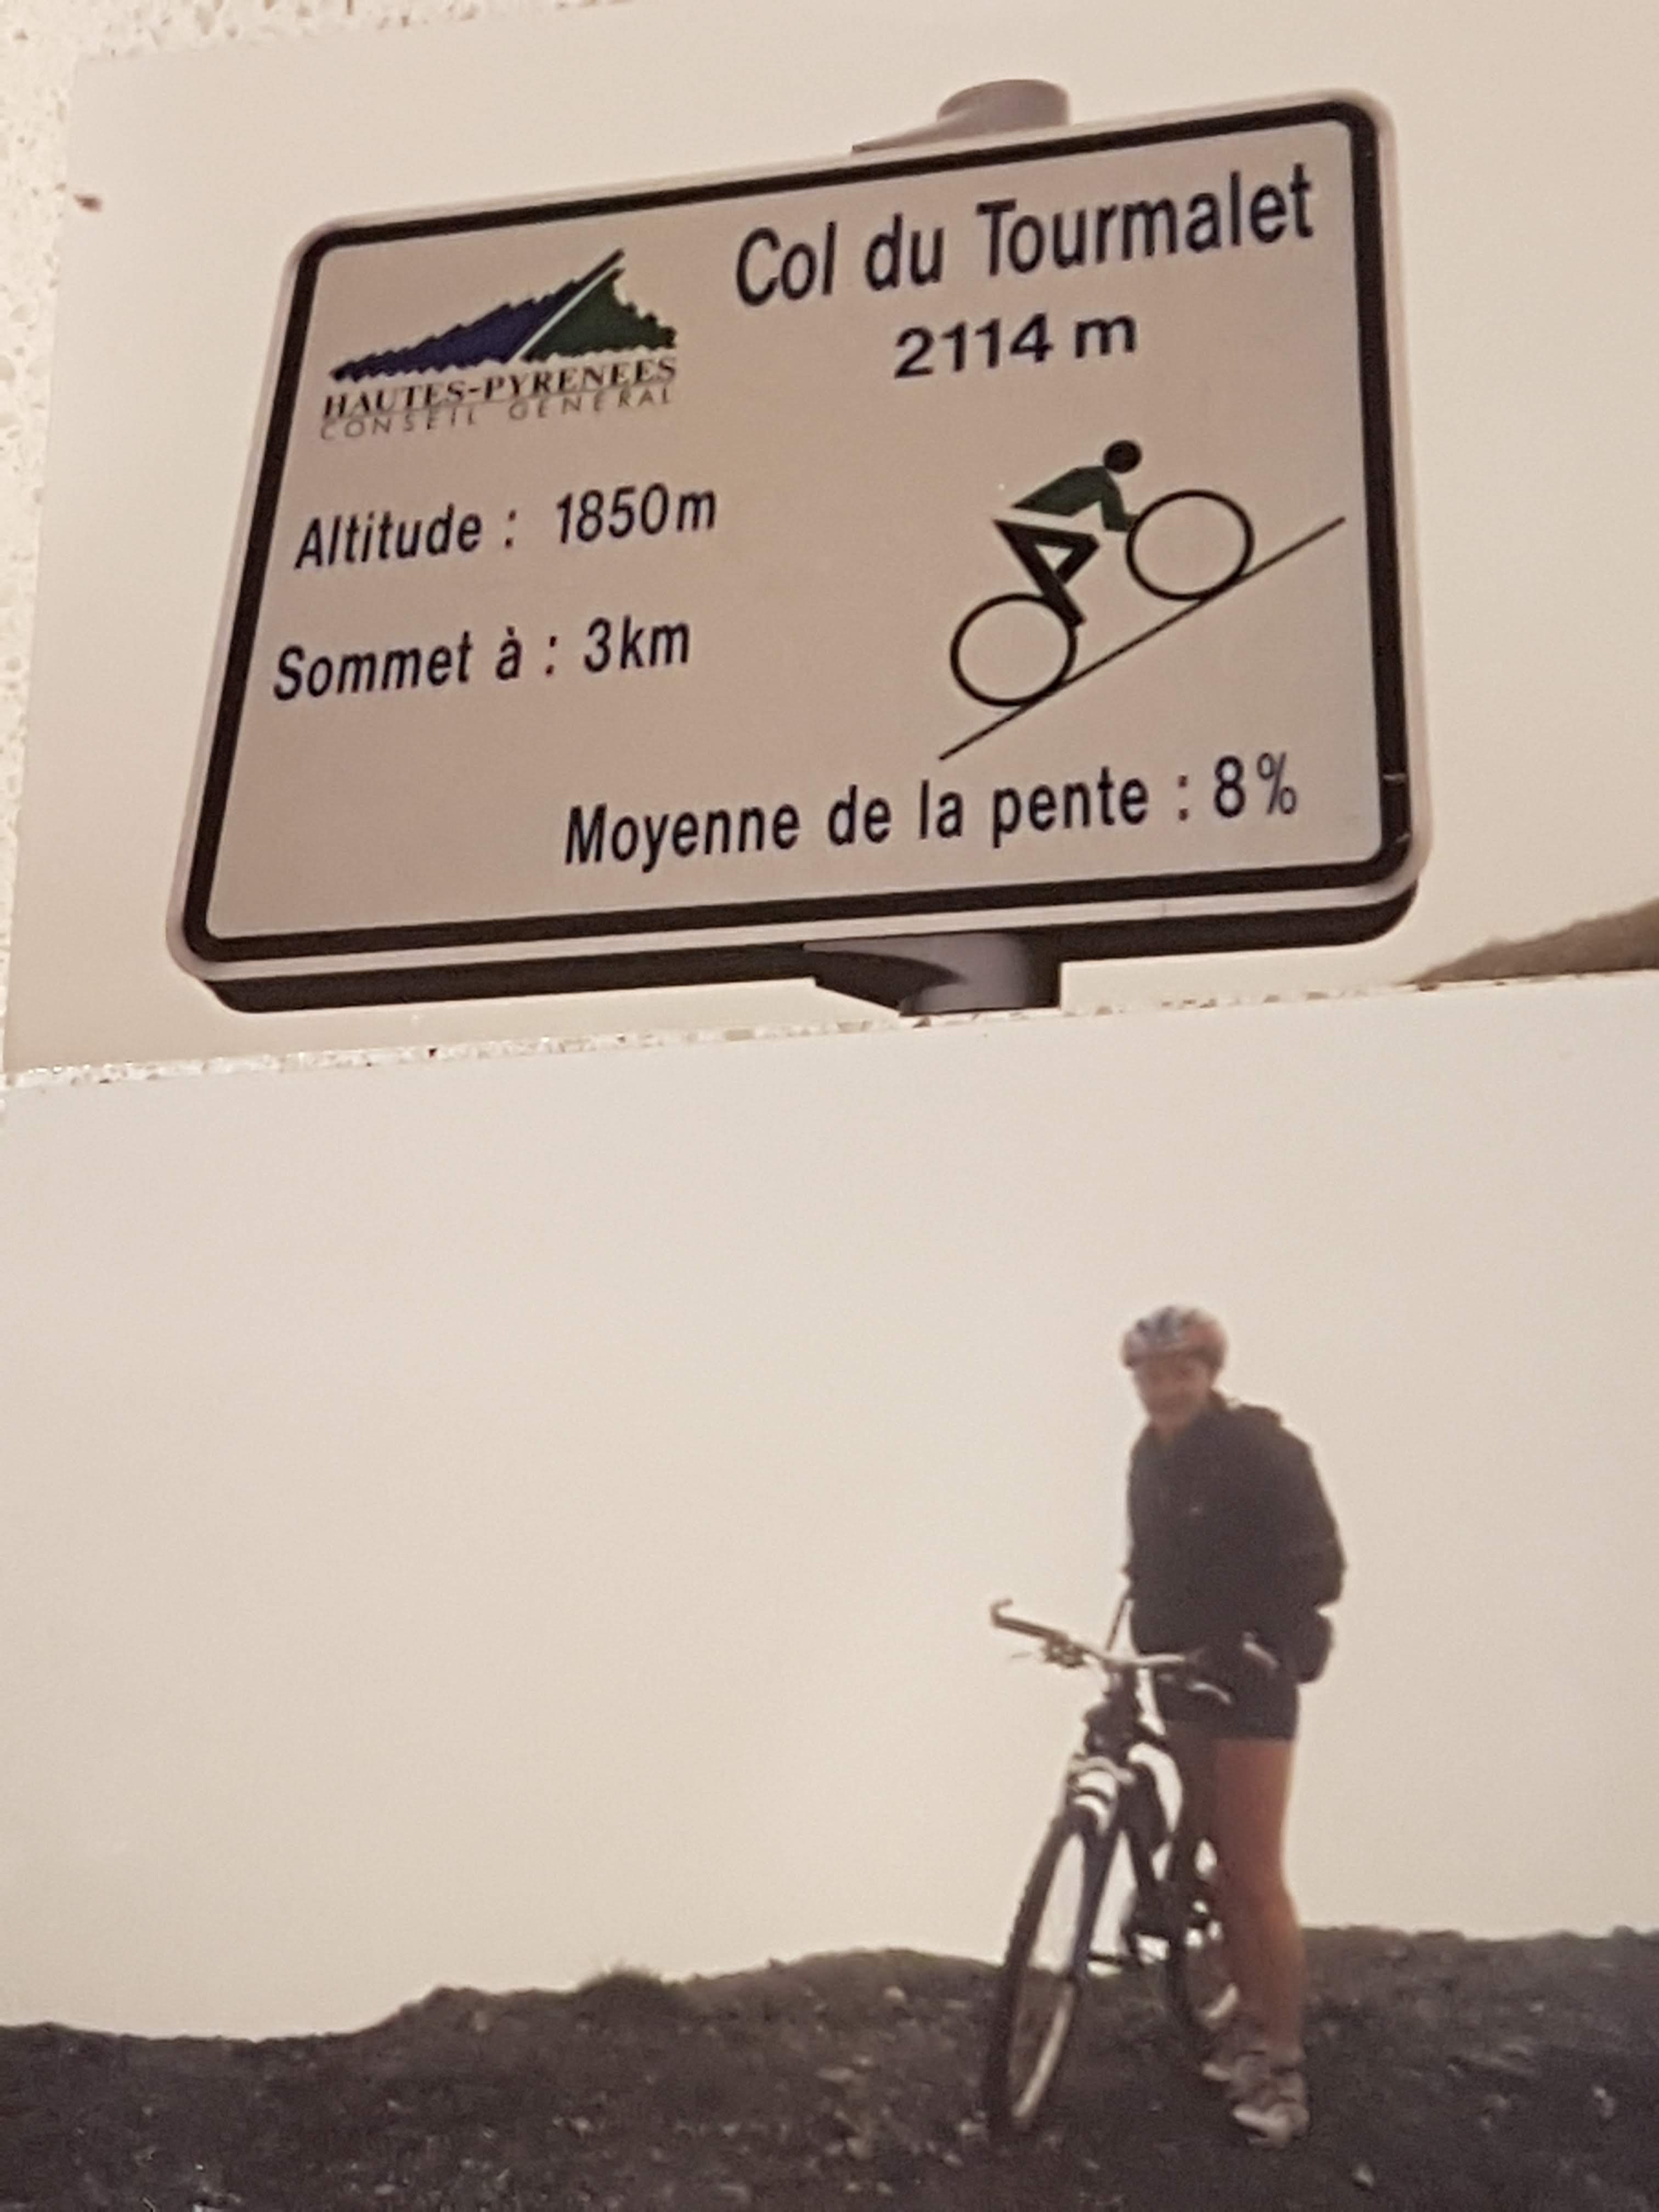 Col du Tourmalet
2114 m
HAUTES-PYRENEES
CONSEIL GENERAL
Altitude : 1850m
Sommet à : 3km
Moyenne de la pente : 8%